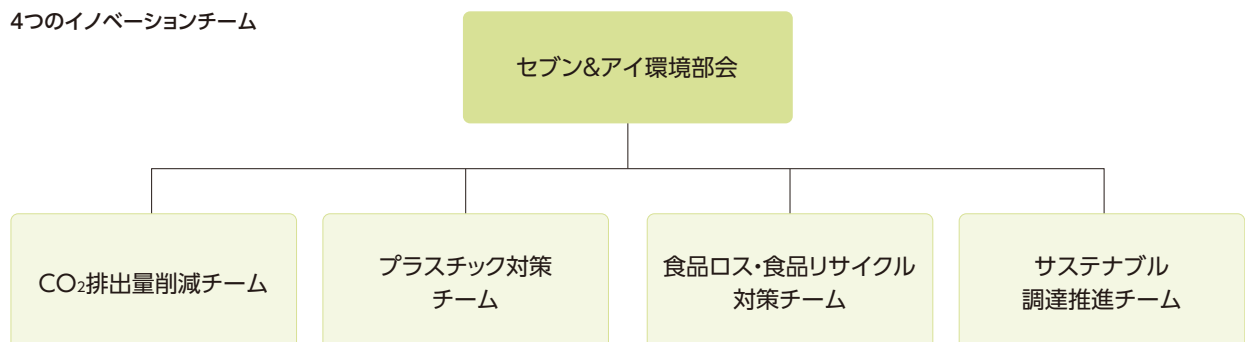 4つのイノベーションチーム
セブン&アイ環境部会
CO₂排出量削減チーム
プラスチック対策
チーム
食品ロス・食品リサイクル
対策チーム
サステナブル
調達推進チーム